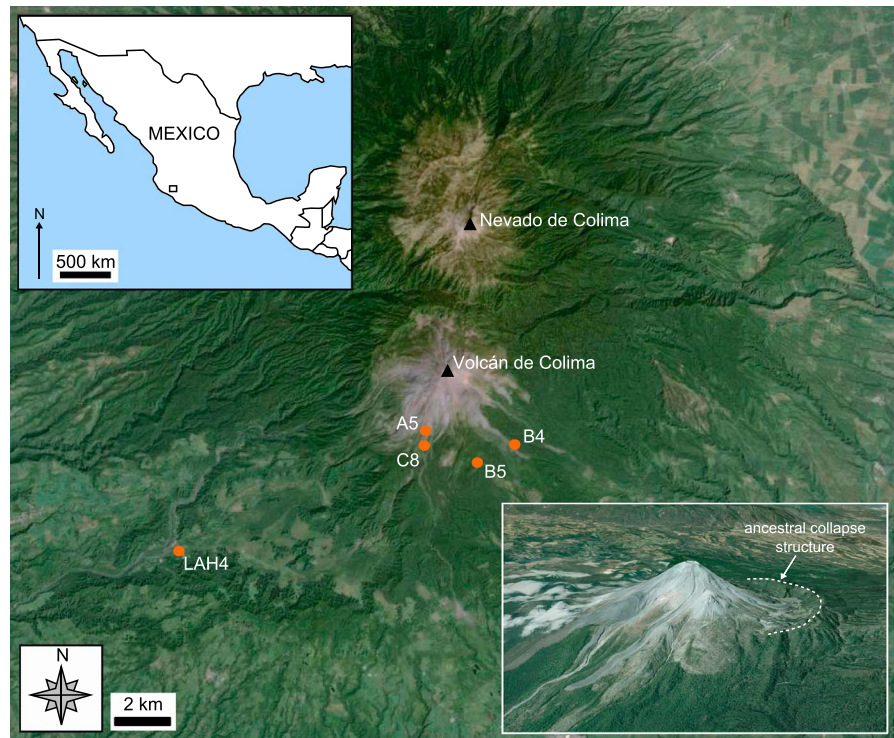 MEXICO
N
500 km
Nevado de Colima
Volcán de Colima
A5
C8
B4
B5
LAH4
ancestral collapse
structure
N
2 km